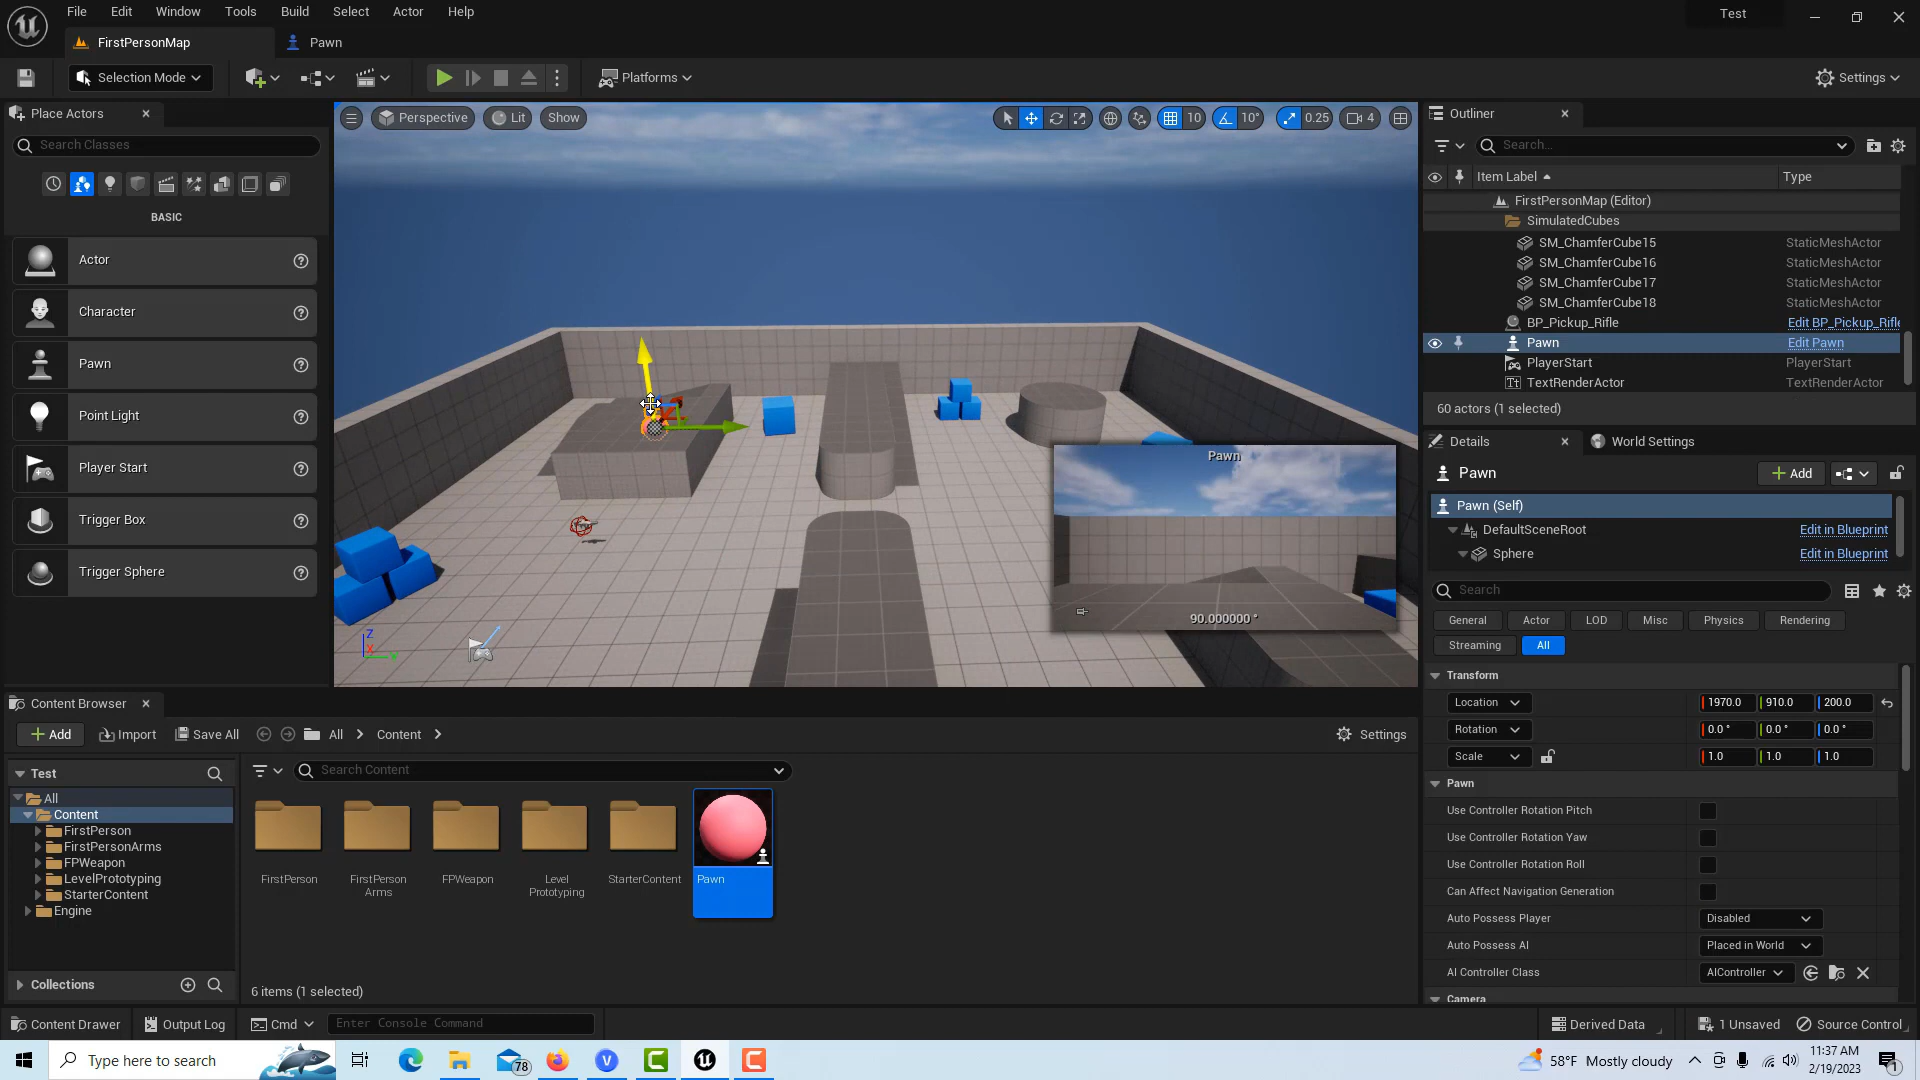 File Edit Window Tools Build Select Actor Help
Test
FirstPersonMap
Pawn
Selection Mode
Platforms
Settings
Place Actors
Search Classes
BASIC
Actor
Character
Pawn
Point Light
Player Start
Trigger Box
Trigger Sphere
Perspective
Lit
Show
10
10°
0.25
4
Pawn
90.000000 °
Z
X
Y
Outliner
Search...
Item Label
Type
FirstPersonMap (Editor)
SimulatedCubes
SM_ChamferCube15 StaticMeshActor
SM_ChamferCube16 StaticMeshActor
SM_ChamferCube17 StaticMeshActor
SM_ChamferCube18 StaticMeshActor
BP_Pickup_Rifle Edit BP_Pickup_Rifle
Pawn Edit Pawn
PlayerStart PlayerStart
TextRenderActor TextRenderActor
60 actors (1 selected)
Details
World Settings
Pawn
Add
Pawn (Self)
DefaultSceneRoot Edit in Blueprint
Sphere Edit in Blueprint
Search
General Actor LOD Misc Physics Rendering
Streaming All
Transform
Location 1970.0 910.0 200.0
Rotation 0.0 ° 0.0 ° 0.0 °
Scale 1.0 1.0 1.0
Pawn
Use Controller Rotation Pitch
Use Controller Rotation Yaw
Use Controller Rotation Roll
Can Affect Navigation Generation
Auto Possess Player Disabled
Auto Possess AI Placed in World
AI Controller Class AIController
Camera
Content Browser
Add
Import
Save All
All
Content
Settings
Test
All
Content
FirstPerson
FirstPersonArms
FPWeapon
LevelPrototyping
StarterContent
Engine
Collections
Search Content
FirstPerson
FirstPerson
Arms
FPWeapon
Level
Prototyping
StarterContent
Pawn
6 items (1 selected)
Content Drawer
Output Log
Cmd
Enter Console Command
Derived Data
1 Unsaved
Source Control
Type here to search
78
58°F Mostly cloudy
11:37 AM
2/19/2023
1